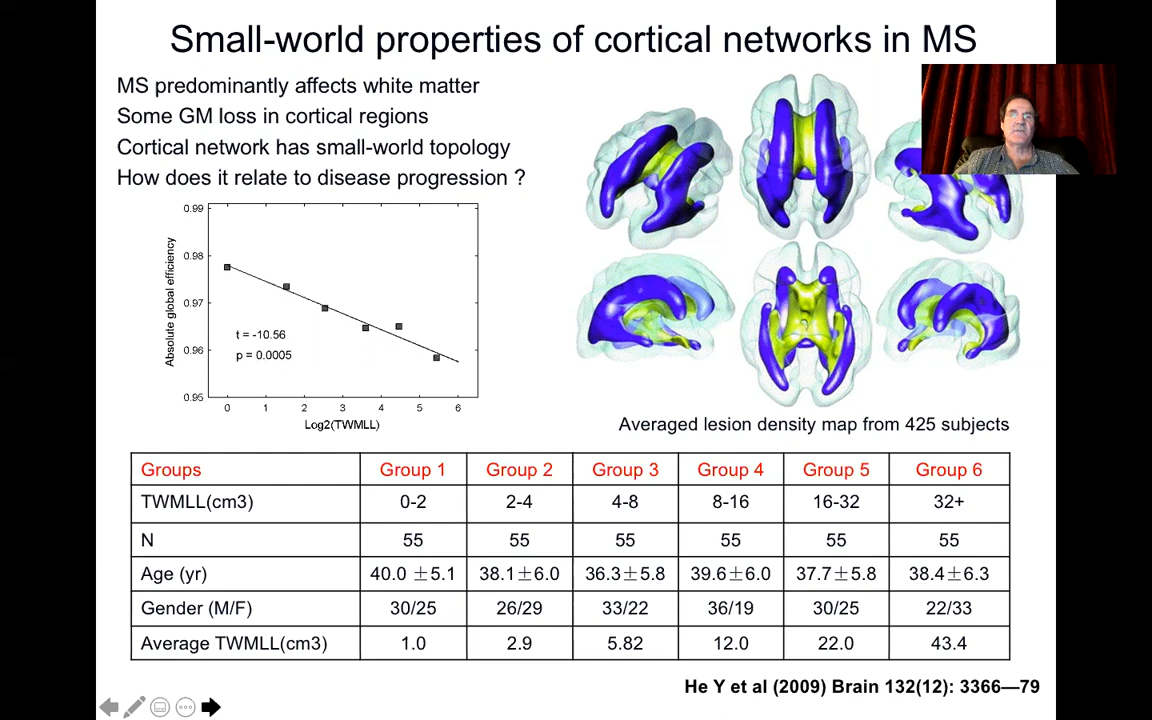 Small-world properties of cortical networks in MS
MS predominantly affects white matter
Some GM loss in cortical regions
Cortical network has small-world topology
How does it relate to disease progression ?
0.99
0.98
0.97
0.96
0.95
Absolute global efficiency
t = -10.56
p = 0.0005
0 1 2 3 4 5 6
Log2(TWMLL)
Averaged lesion density map from 425 subjects
Groups Group 1 Group 2 Group 3 Group 4 Group 5 Group 6
TWMLL(cm3) 0-2 2-4 4-8 8-16 16-32 32+
N 55 55 55 55 55 55
Age (yr) 40.0 ±5.1 38.1±6.0 36.3±5.8 39.6±6.0 37.7±5.8 38.4±6.3
Gender (M/F) 30/25 26/29 33/22 36/19 30/25 22/33
Average TWMLL(cm3) 1.0 2.9 5.82 12.0 22.0 43.4
He Y et al (2009) Brain 132(12): 3366—79